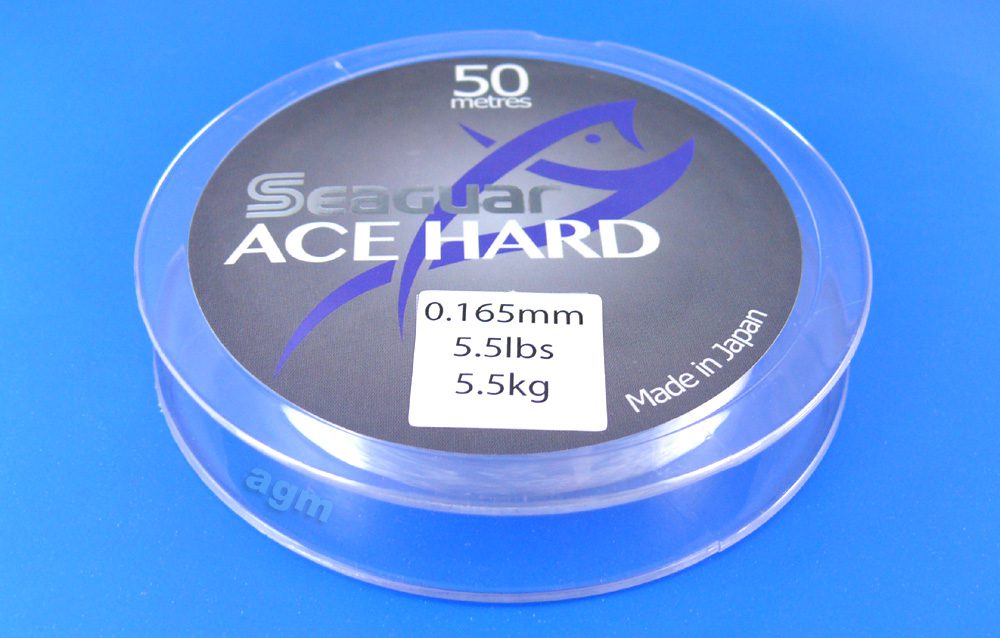 50
metres
Seaguar
ACE HARD
0.165mm
5.5lbs
5.5kg
Made in Japan
agm